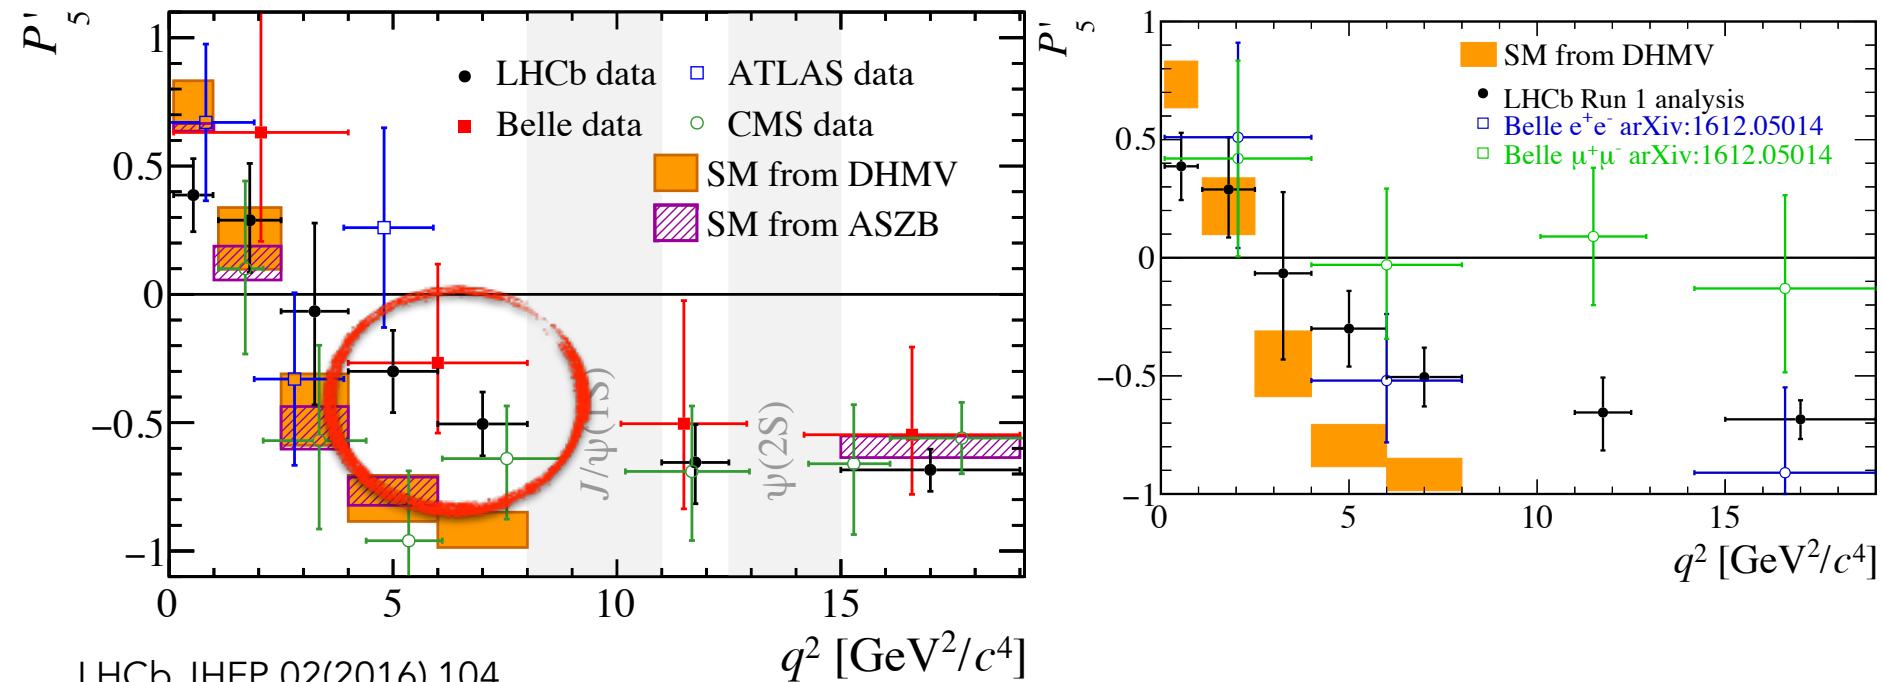 P'5
1
0.5
0
−0.5
−1
LHCb data
ATLAS data
Belle data
CMS data
SM from DHMV
SM from ASZB
J/ψ(1S)
ψ(2S)
0 5 10 15
q² [GeV²/c⁴]
LHCb JHEP 02(2016) 104
P'5
1
0.5
0
−0.5
−1
SM from DHMV
LHCb Run 1 analysis
Belle e⁺e⁻ arXiv:1612.05014
Belle μ⁺μ⁻ arXiv:1612.05014
0 5 10 15
q² [GeV²/c⁴]